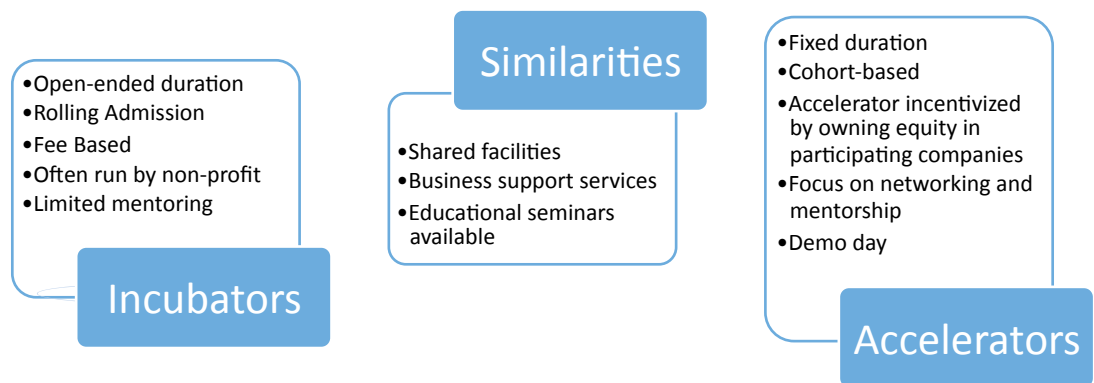 •Open-ended duration
•Rolling Admission
•Fee Based
•Often run by non-profit
•Limited mentoring
Incubators
Similarities
•Shared facilities
•Business support services
•Educational seminars
available
•Fixed duration
•Cohort-based
•Accelerator incentivized
by owning equity in
participating companies
•Focus on networking and
mentorship
•Demo day
Accelerators